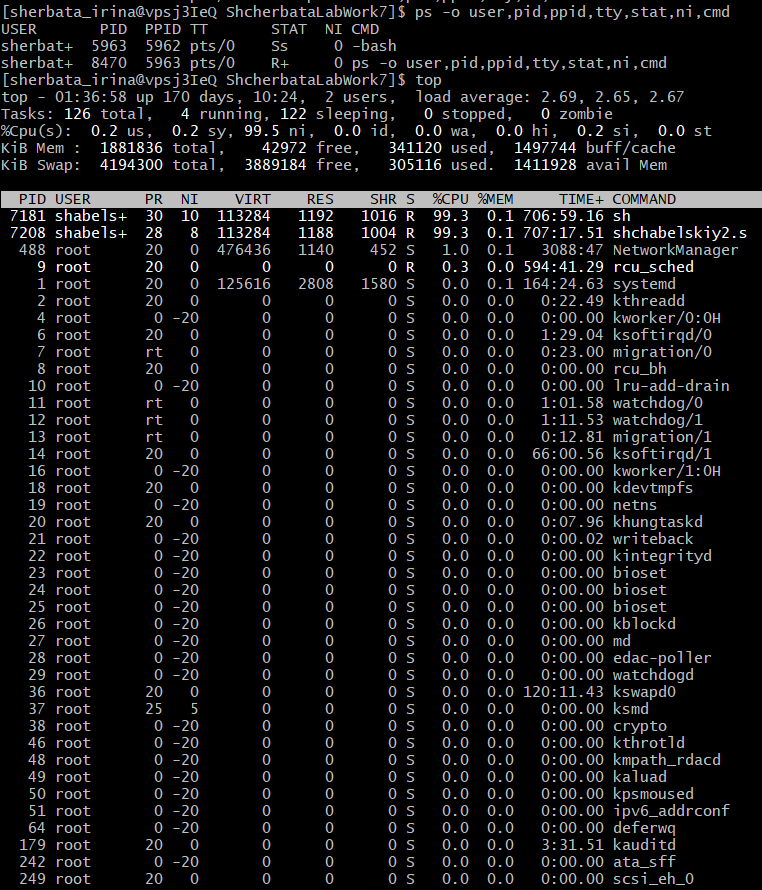 [sherbata_irina@vpsj3IeQ ShcherbataLabWork7]$ ps -o user,pid,ppid,tty,stat,ni,cmd
USER       PID  PPID TT       STAT  NI CMD
sherbat+  5963  5962 pts/0    Ss     0 -bash
sherbat+  8470  5963 pts/0    R+     0 ps -o user,pid,ppid,tty,stat,ni,cmd
[sherbata_irina@vpsj3IeQ ShcherbataLabWork7]$ top
top - 01:36:58 up 170 days, 10:24,  2 users,  load average: 2.69, 2.65, 2.67
Tasks: 126 total,   4 running, 122 sleeping,   0 stopped,   0 zombie
%Cpu(s):  0.2 us,  0.2 sy, 99.5 ni,  0.0 id,  0.0 wa,  0.0 hi,  0.2 si,  0.0 st
KiB Mem :  1881836 total,    42972 free,   341120 used,  1497744 buff/cache
KiB Swap:  4194300 total,  3889184 free,   305116 used.  1411928 avail Mem
PID USER      PR  NI    VIRT    RES    SHR S  %CPU %MEM     TIME+ COMMAND
7181 shabels+  30  10  113284   1192   1016 R  99.3  0.1 706:59.16 sh
7208 shabels+  28   8  113284   1188   1004 R  99.3  0.1 707:17.51 shchabelskiy2.s
488 root      20   0  476436   1140    452 S   1.0  0.1   3088:47 NetworkManager
9 root      20   0       0      0      0 R   0.3  0.0 594:41.29 rcu_sched
1 root      20   0  125616   2808   1580 S   0.0  0.1 164:24.63 systemd
2 root      20   0       0      0      0 S   0.0  0.0   0:22.49 kthreadd
4 root       0 -20       0      0      0 S   0.0  0.0   0:00.00 kworker/0:0H
6 root      20   0       0      0      0 S   0.0  0.0   1:29.04 ksoftirqd/0
7 root      rt   0       0      0      0 S   0.0  0.0   0:23.00 migration/0
8 root      20   0       0      0      0 S   0.0  0.0   0:00.00 rcu_bh
10 root       0 -20       0      0      0 S   0.0  0.0   0:00.00 lru-add-drain
11 root      rt   0       0      0      0 S   0.0  0.0   1:01.58 watchdog/0
12 root      rt   0       0      0      0 S   0.0  0.0   1:11.53 watchdog/1
13 root      rt   0       0      0      0 S   0.0  0.0   0:12.81 migration/1
14 root      20   0       0      0      0 S   0.0  0.0  66:00.56 ksoftirqd/1
16 root       0 -20       0      0      0 S   0.0  0.0   0:00.00 kworker/1:0H
18 root      20   0       0      0      0 S   0.0  0.0   0:00.00 kdevtmpfs
19 root       0 -20       0      0      0 S   0.0  0.0   0:00.00 netns
20 root      20   0       0      0      0 S   0.0  0.0   0:07.96 khungtaskd
21 root       0 -20       0      0      0 S   0.0  0.0   0:00.02 writeback
22 root       0 -20       0      0      0 S   0.0  0.0   0:00.00 kintegrityd
23 root       0 -20       0      0      0 S   0.0  0.0   0:00.00 bioset
24 root       0 -20       0      0      0 S   0.0  0.0   0:00.00 bioset
25 root       0 -20       0      0      0 S   0.0  0.0   0:00.00 bioset
26 root       0 -20       0      0      0 S   0.0  0.0   0:00.00 kblockd
27 root       0 -20       0      0      0 S   0.0  0.0   0:00.00 md
28 root       0 -20       0      0      0 S   0.0  0.0   0:00.00 edac-poller
29 root       0 -20       0      0      0 S   0.0  0.0   0:00.00 watchdogd
36 root      20   0       0      0      0 S   0.0  0.0 120:11.43 kswapd0
37 root      25   5       0      0      0 S   0.0  0.0   0:00.00 ksmd
38 root       0 -20       0      0      0 S   0.0  0.0   0:00.00 crypto
46 root       0 -20       0      0      0 S   0.0  0.0   0:00.00 kthrotld
48 root       0 -20       0      0      0 S   0.0  0.0   0:00.00 kmpath_rdacd
49 root       0 -20       0      0      0 S   0.0  0.0   0:00.00 kaluad
50 root       0 -20       0      0      0 S   0.0  0.0   0:00.00 kpsmoused
51 root       0 -20       0      0      0 S   0.0  0.0   0:00.00 ipv6_addrconf
64 root       0 -20       0      0      0 S   0.0  0.0   0:00.00 deferwq
179 root      20   0       0      0      0 S   0.0  0.0   3:31.51 kauditd
242 root       0 -20       0      0      0 S   0.0  0.0   0:00.00 ata_sff
249 root      20   0       0      0      0 S   0.0  0.0   0:00.00 scsi_eh_0